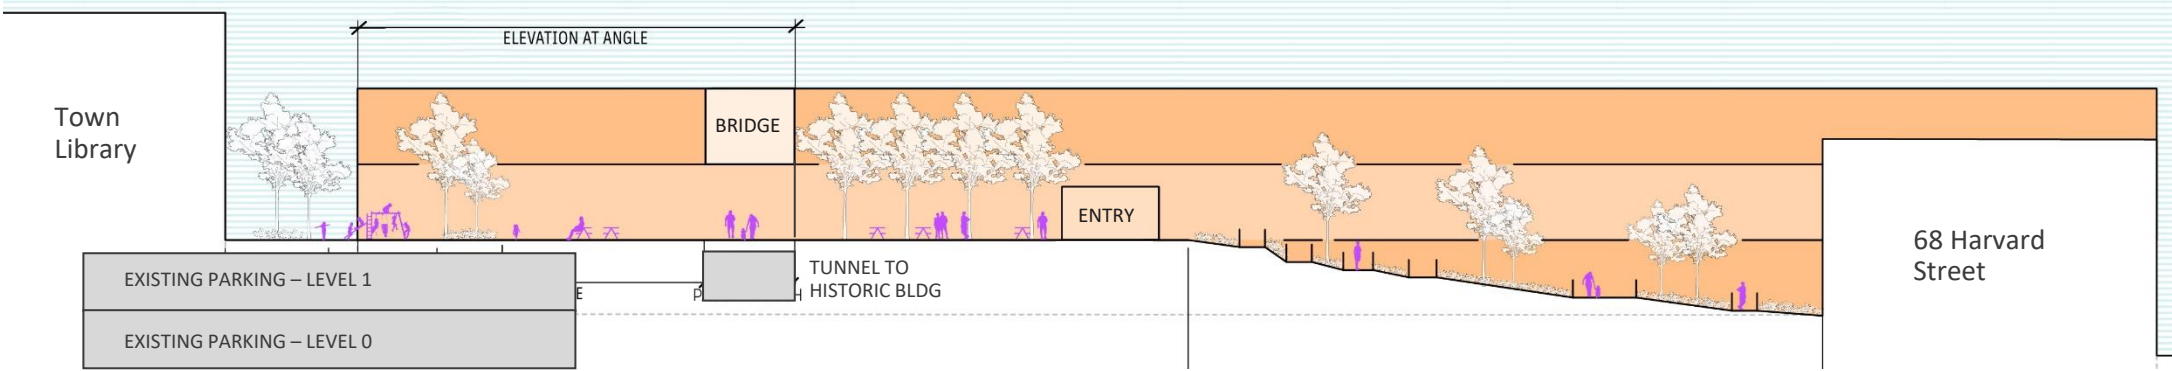 ELEVATION AT ANGLE
Town
Library
BRIDGE
ENTRY
68 Harvard
Street
TUNNEL TO
HISTORIC BLDG
EXISTING PARKING – LEVEL 1
E
P
EXISTING PARKING – LEVEL 0